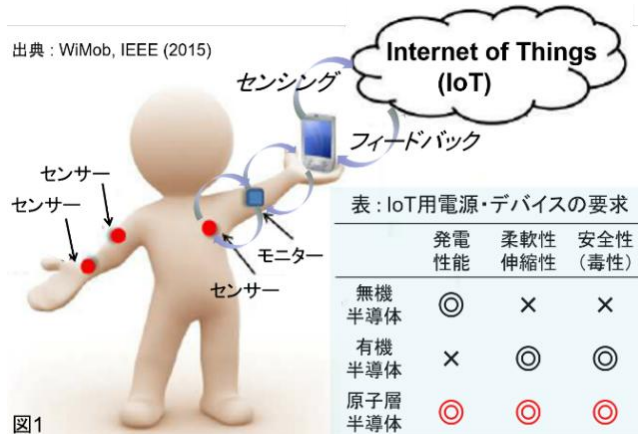 出典 : WiMob, IEEE (2015)
Internet of Things
(IoT)
センシング
フィードバック
センサー
センサー
モニター
センサー
表 : IoT用電源・デバイスの要求
発電 柔軟性 安全性
性能 伸縮性 (毒性)
無機
半導体 ◎ × ×
有機
半導体 × ◎ ◎
原子層
半導体 ◎ ◎ ◎
図1